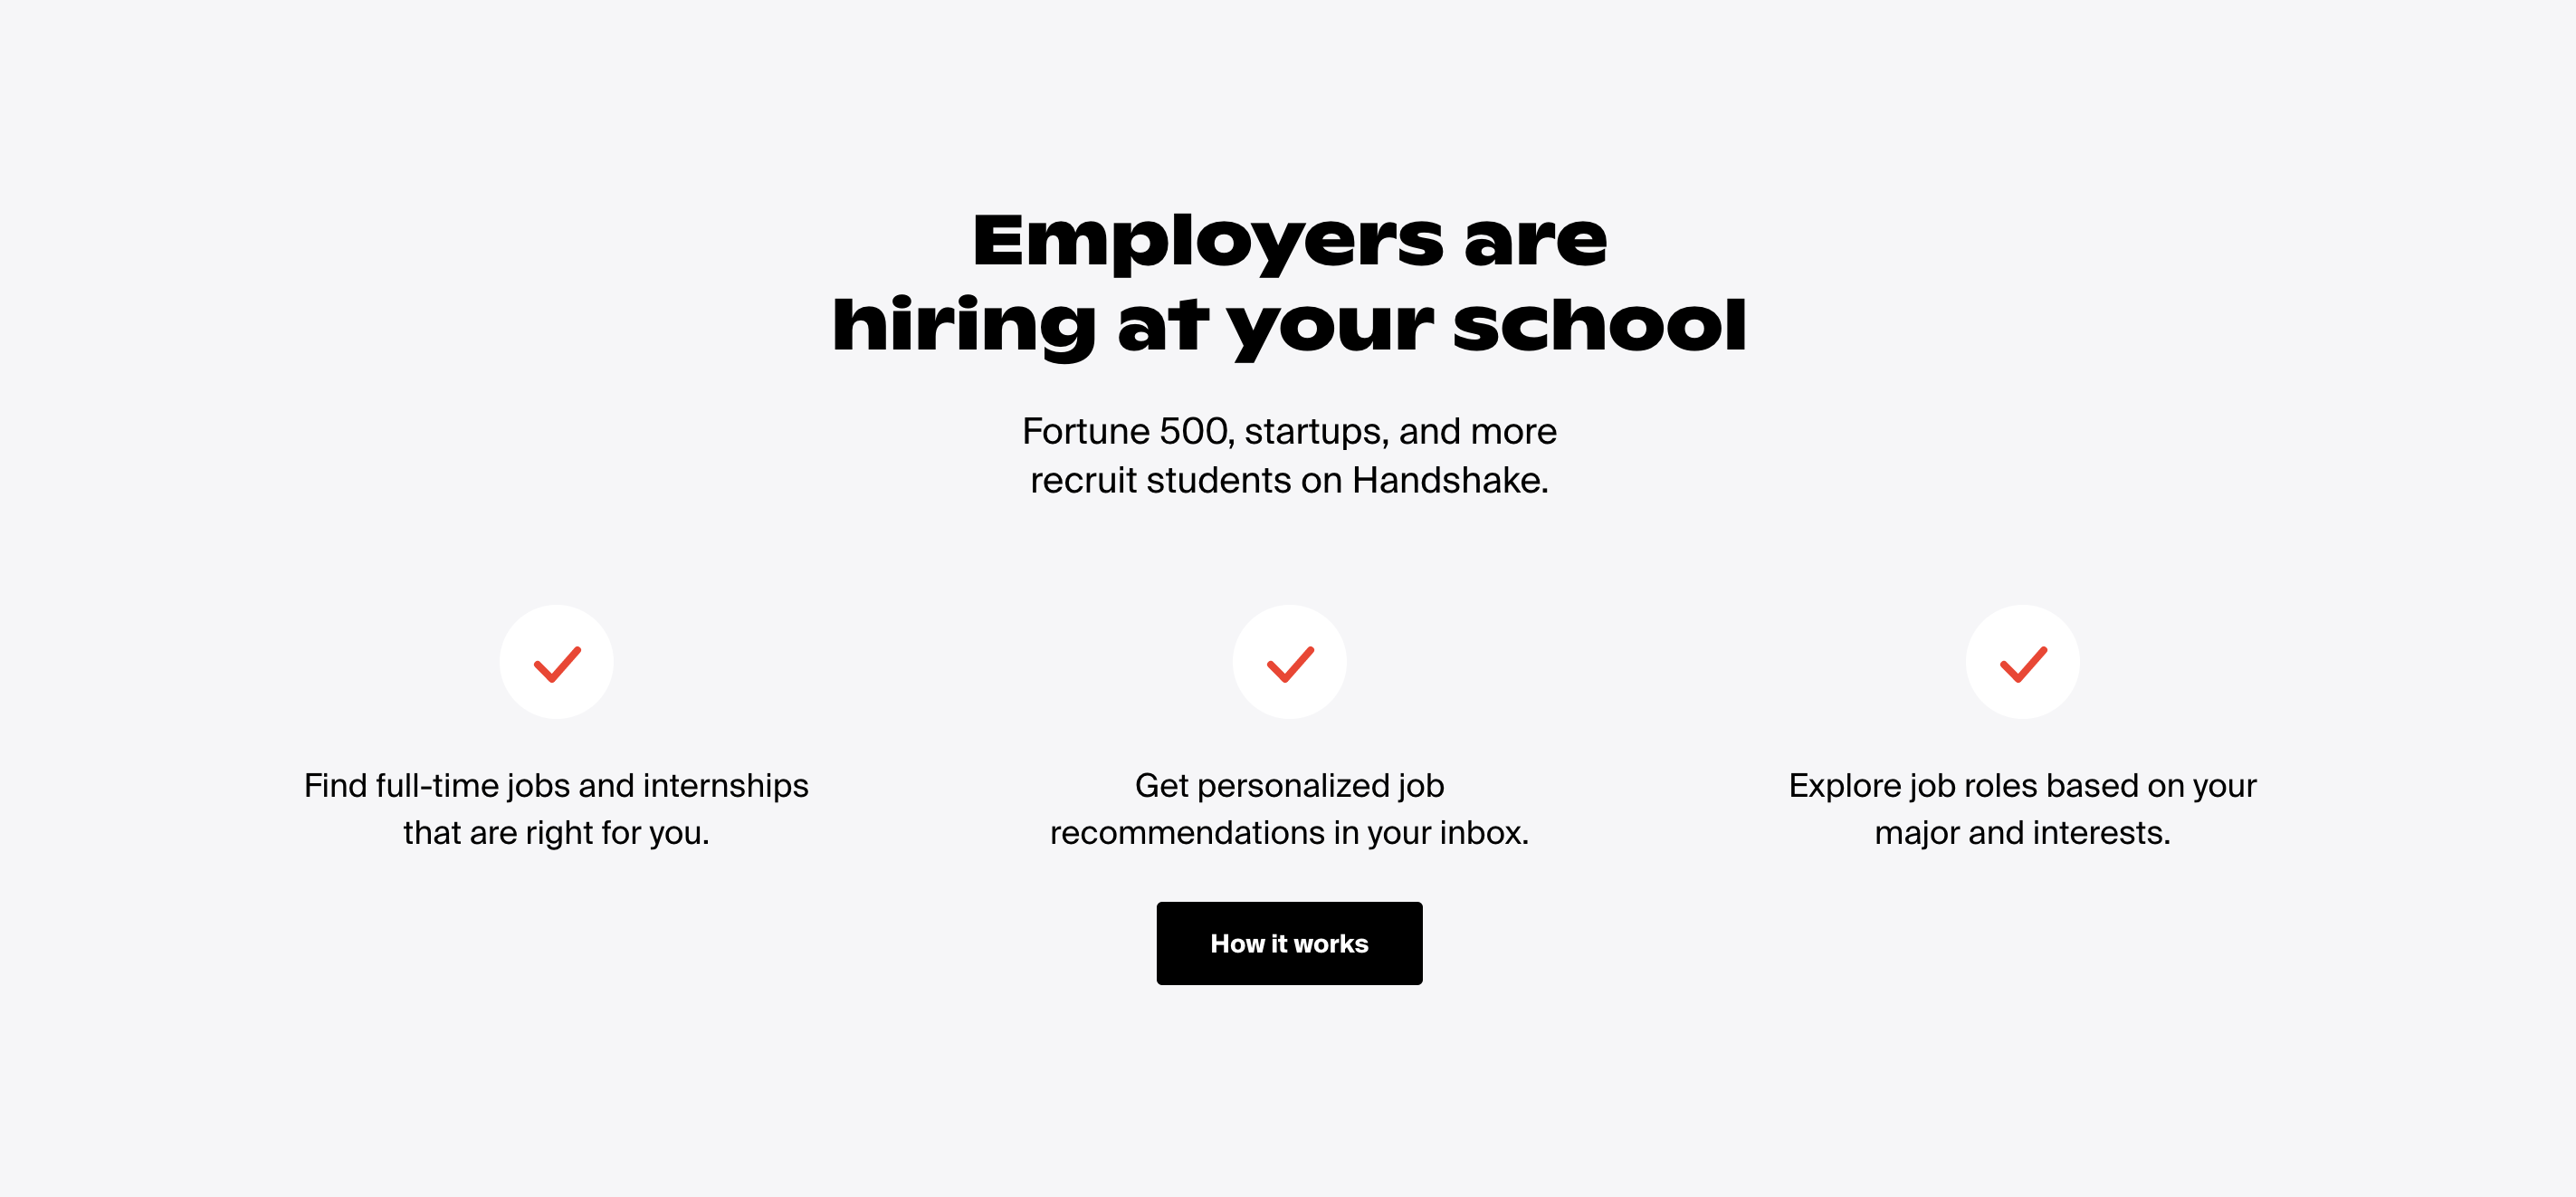 Employers are
hiring at your school
Fortune 500, startups, and more
recruit students on Handshake.
Find full-time jobs and internships
that are right for you.
Get personalized job
recommendations in your inbox.
Explore job roles based on your
major and interests.
How it works